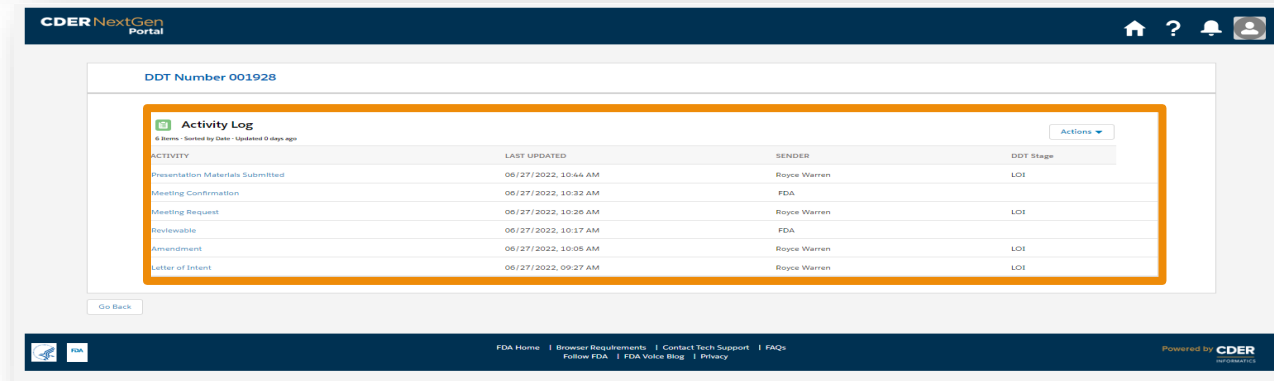 CDER NextGen
Portal
?
DDT Number 001928
Activity Log
6 Items - Sorted by Date - Updated 0 days ago
Actions
ACTIVITY LAST UPDATED SENDER DDT Stage
Presentation Materials Submitted 06/27/2022, 10:44 AM Royce Warren LOI
Meeting Confirmation 06/27/2022, 10:32 AM FDA
Meeting Request 06/27/2022, 10:26 AM Royce Warren LOI
Reviewable 06/27/2022, 10:17 AM FDA
Amendment 06/27/2022, 10:05 AM Royce Warren LOI
Letter of Intent 06/27/2022, 09:27 AM Royce Warren LOI
Go Back
FDA
FDA Home | Browser Requirements | Contact Tech Support | FAQs
Follow FDA | FDA Voice Blog | Privacy
Powered by CDER
INFORMATICS